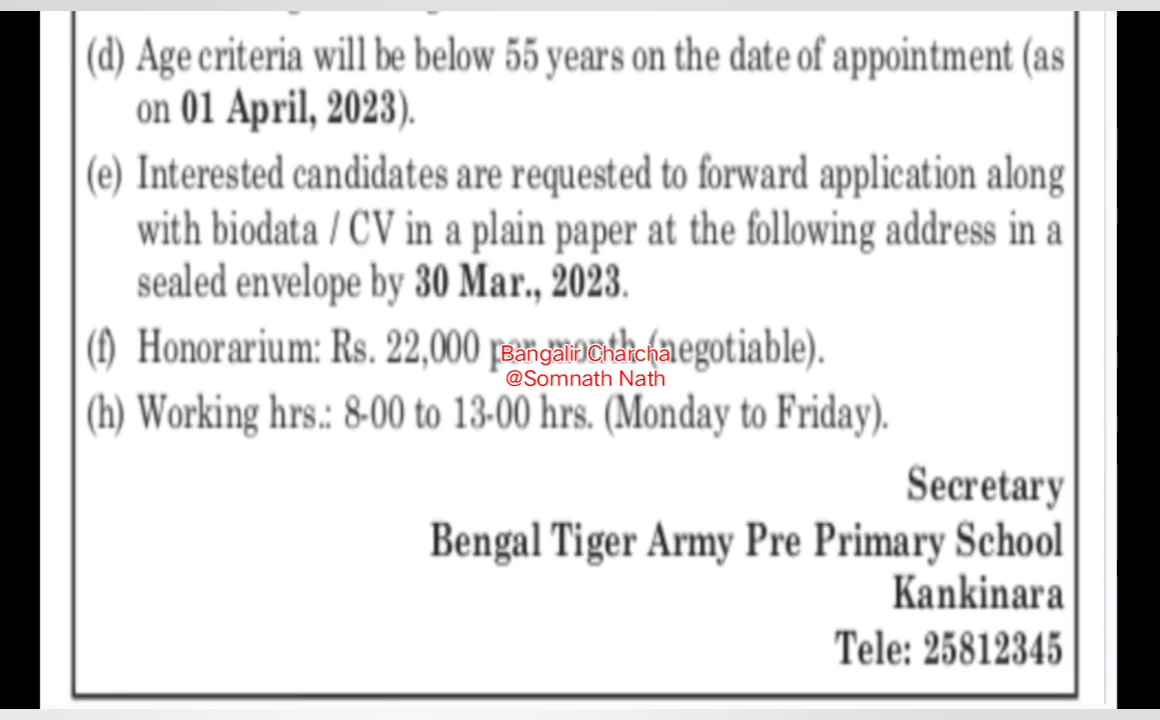 (d) Age criteria will be below 55 years on the date of appointment (as
on 01 April, 2023).
(e) Interested candidates are requested to forward application along
with biodata / CV in a plain paper at the following address in a
sealed envelope by 30 Mar., 2023.
(f) Honorarium: Rs. 22,000 per month (negotiable).
Bangalir Charcha
@Somnath Nath
(h) Working hrs.: 8-00 to 13-00 hrs. (Monday to Friday).
Secretary
Bengal Tiger Army Pre Primary School
Kankinara
Tele: 25812345